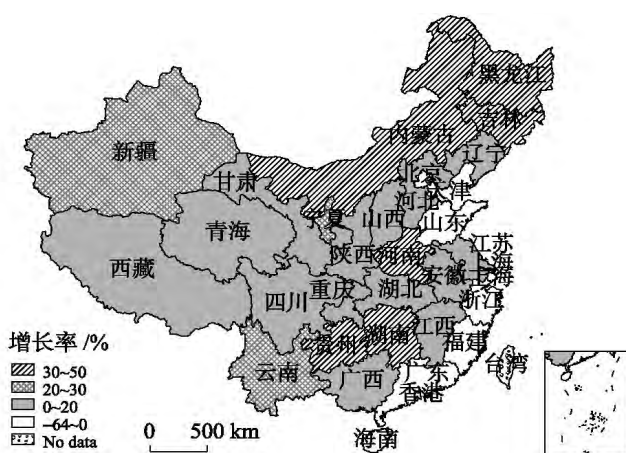 黑龙江
吉林
内蒙古
辽宁
新疆
北京
甘肃
天津
河北
宁夏
山西
山东
青海
陕西
河南
江苏
西藏
安徽
上海
四川
重庆
湖北
浙江
贵州
湖南
江西
福建
云南
广西
广东
台湾
香港
海南
增长率 /%
30~50
20~30
0~20
−64~0
No data
0 500 km